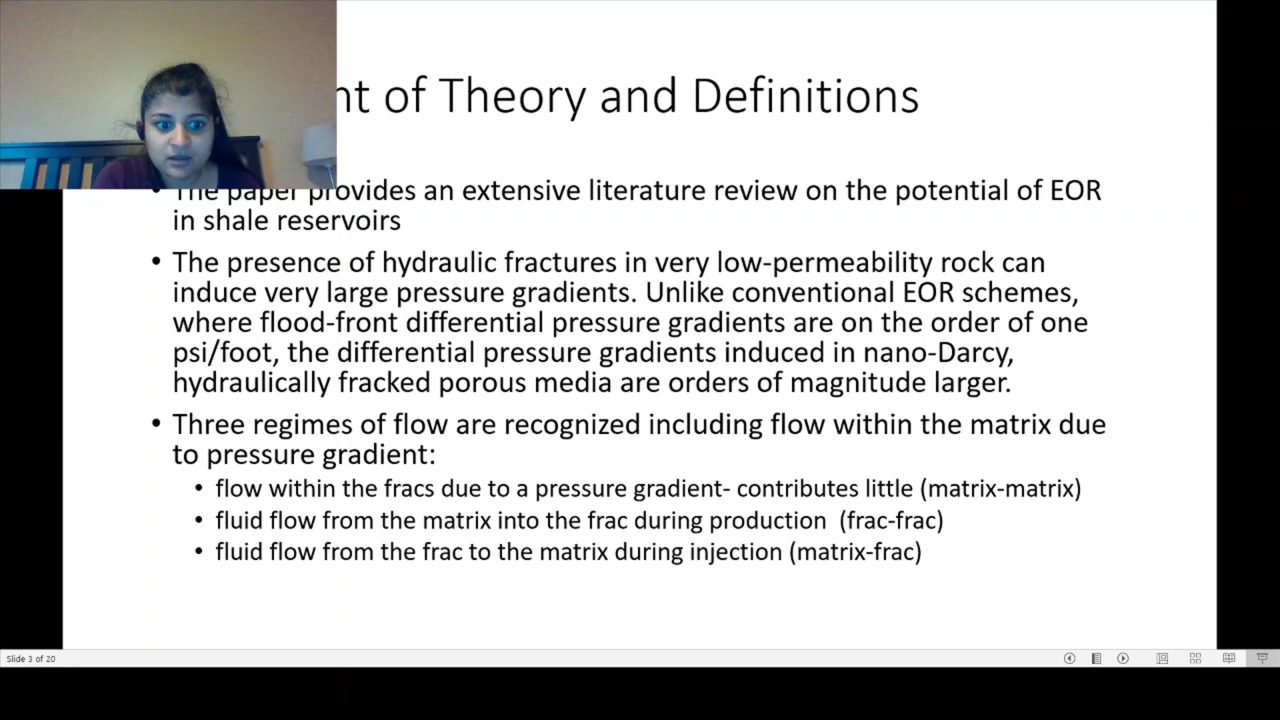 of Theory and Definitions
• The paper provides an extensive literature review on the potential of EOR
in shale reservoirs
• The presence of hydraulic fractures in very low-permeability rock can
induce very large pressure gradients. Unlike conventional EOR schemes,
where flood-front differential pressure gradients are on the order of one
psi/foot, the differential pressure gradients induced in nano-Darcy,
hydraulically fracked porous media are orders of magnitude larger.
• Three regimes of flow are recognized including flow within the matrix due
to pressure gradient:
• flow within the fracs due to a pressure gradient- contributes little (matrix-matrix)
• fluid flow from the matrix into the frac during production (frac-frac)
• fluid flow from the frac to the matrix during injection (matrix-frac)
Slide 3 of 20